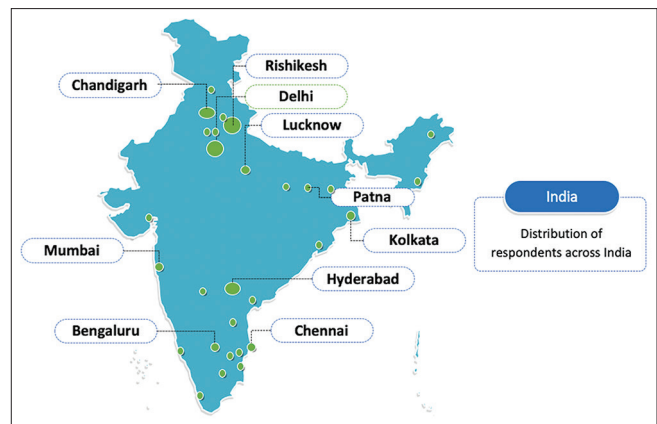 Rishikesh
Chandigarh
Delhi
Lucknow
Patna
India
Distribution of
respondents across India
Kolkata
Mumbai
Hyderabad
Bengaluru
Chennai